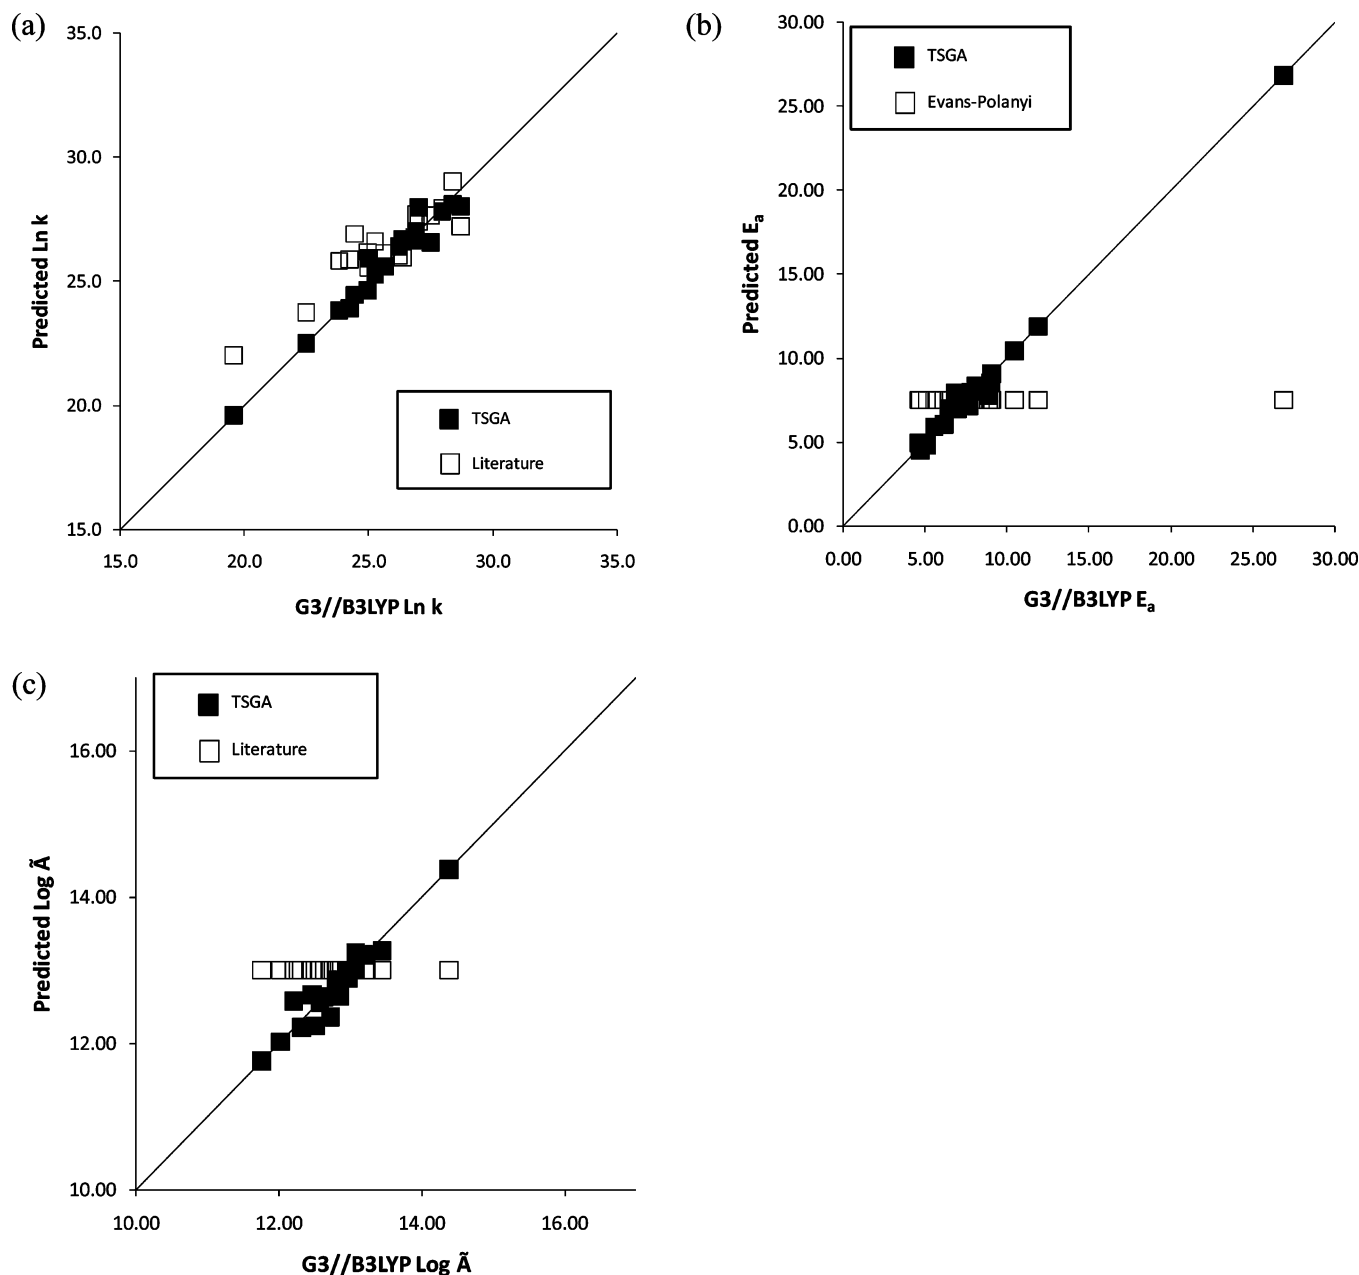 (a)
35.0
30.0
25.0
20.0
15.0
Predicted Ln k
TSGA
Literature
15.0 20.0 25.0 30.0 35.0
G3//B3LYP Ln k
(b)
30.00
25.00
20.00
15.00
10.00
5.00
0.00
Predicted Eₐ
TSGA
Evans-Polanyi
0.00 5.00 10.00 15.00 20.00 25.00 30.00
G3//B3LYP Eₐ
(c)
16.00
14.00
12.00
10.00
Predicted Log Ã
TSGA
Literature
10.00 12.00 14.00 16.00
G3//B3LYP Log Ã